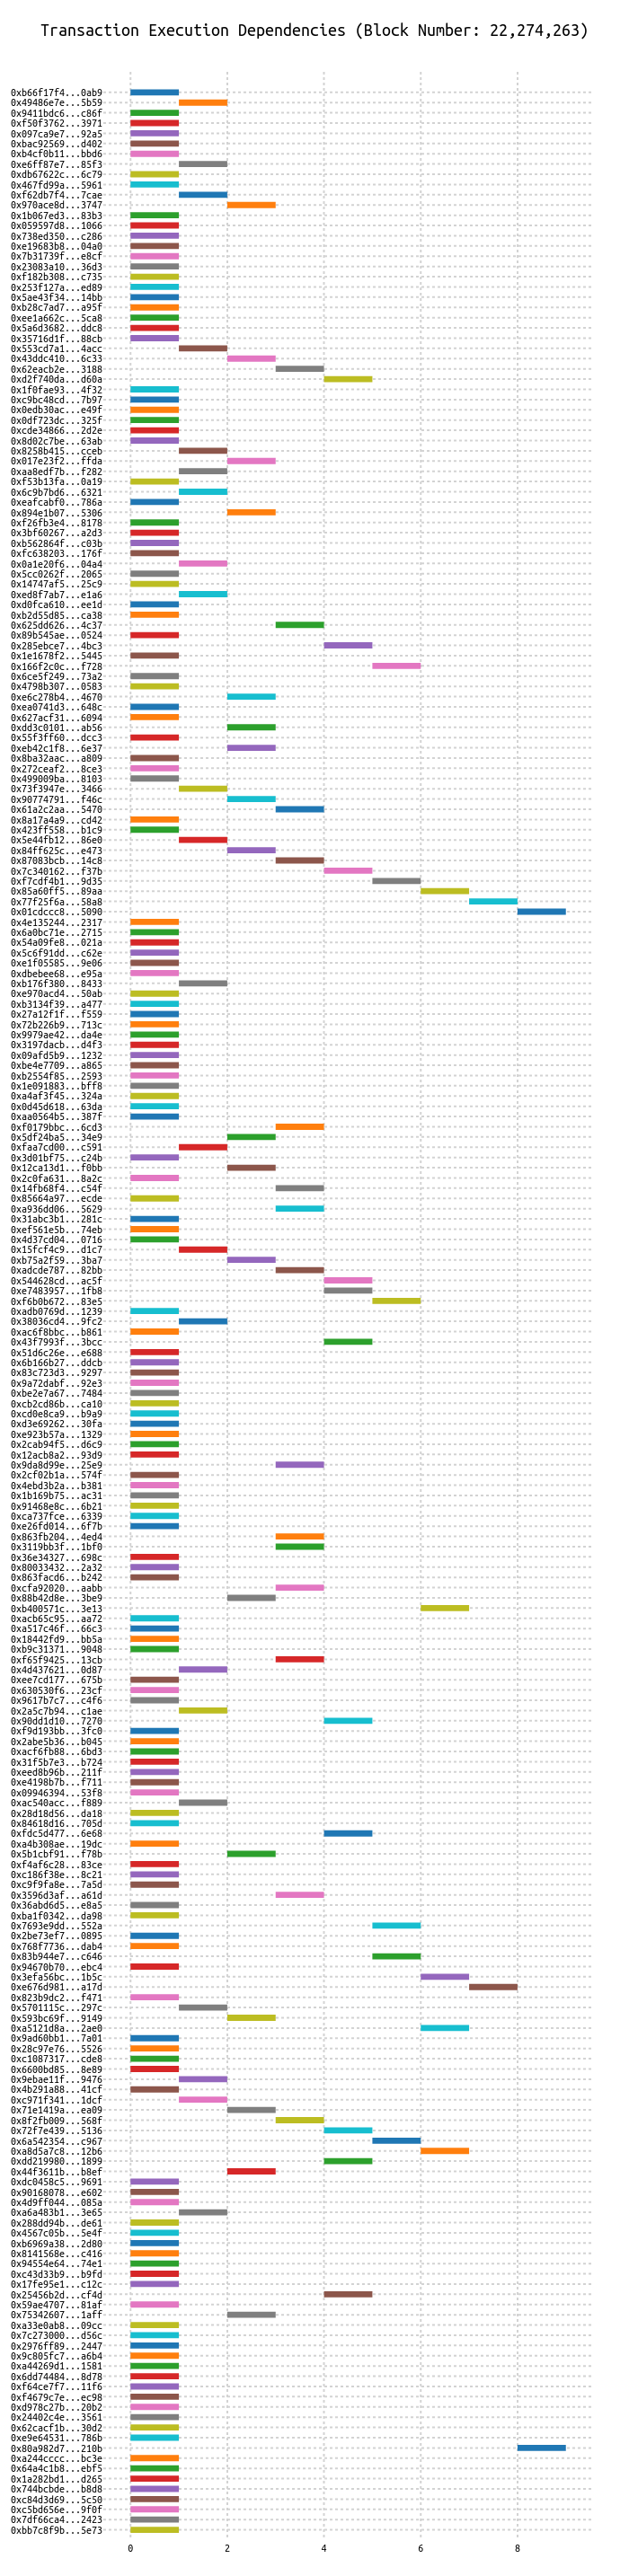 Transaction Execution Dependencies (Block Number: 22,274,263)
0xb66f17f4...0ab9
0x49486e7e...5b59
0x9411bdc6...c86f
0xf50f3762...3971
0x097ca9e7...92a5
0xbac92569...d402
0xb4cf0b11...bbd6
0xe6ff87e7...85f3
0xdb67622c...6c79
0x467fd99a...5961
0xf62db7f4...7cae
0x970ace8d...3747
0x1b067ed3...83b3
0x059597d8...1066
0x738ed350...c286
0xe19683b8...04a0
0x7b31739f...e8cf
0x23083a10...36d3
0xf182b308...c735
0x253f127a...ed89
0x5ae43f34...14bb
0xb28c7ad7...a95f
0xee1a662c...5ca8
0x5a6d3682...ddc8
0x35716d1f...88cb
0x553cd7a1...4acc
0x43ddc410...6c33
0x62eacb2e...3188
0xd2f740da...d60a
0x1f0fae93...4f32
0xc9bc48cd...7b97
0x0edb30ac...e49f
0x0df723dc...325f
0xcde34866...2d2e
0x8d02c7be...63ab
0x8258b415...cceb
0x017e23f2...ffda
0xaa8edf7b...f282
0xf53b13fa...0a19
0x6c9b7bd6...6321
0xeafcabf0...786a
0x894e1b07...5306
0xf26fb3e4...8178
0x3bf60267...a2d3
0xb562864f...c03b
0xfc638203...176f
0x0a1e20f6...04a4
0x5cc0262f...2065
0x14747af5...25c9
0xed8f7ab7...e1a6
0xd0fca610...ee1d
0xb2d55d85...ca38
0x625dd626...4c37
0x89b545ae...0524
0x285ebce7...4bc3
0x1e1678f2...5445
0x166f2c0c...f728
0x6ce5f249...73a2
0x4798b307...0583
0xe6c278b4...4670
0xea0741d3...648c
0x627acf31...6094
0xdd3c0101...ab56
0x55f3ff60...dcc3
0xeb42c1f8...6e37
0x8ba32aac...a809
0x272ceaf2...8ce3
0x499009ba...8103
0x73f3947e...3466
0x90774791...f46c
0x61a2c2aa...5470
0x8a17a4a9...cd42
0x423ff558...b1c9
0x5e44fb12...86e0
0x84ff625c...e473
0x87083bcb...14c8
0x7c340162...f37b
0xf7cdf4b1...9d35
0x85a60ff5...89aa
0x77f25f6a...58a8
0x01cdccc8...5090
0x4e135244...2317
0x6a0bc71e...2715
0x54a09fe8...021a
0x5c6f91dd...c62e
0xe1f05585...9e06
0xdbebee68...e95a
0xb176f380...8433
0xe970acd4...50ab
0xb3134f39...a477
0x27a12f1f...f559
0x72b226b9...713c
0x9979ae42...da4e
0x3197dacb...d4f3
0x09afd5b9...1232
0xbe4e7709...a865
0xb2554f85...2593
0x1e091883...bff8
0xa4af3f45...324a
0x0d45d618...63da
0xaa0564b5...387f
0xf0179bbc...6cd3
0x5df24ba5...34e9
0xfaa7cd00...c591
0x3d01bf75...c24b
0x12ca13d1...f0bb
0x2c0fa631...8a2c
0x14fb68f4...c54f
0x85664a97...ecde
0xa936dd06...5629
0x31abc3b1...281c
0xef561e5b...74eb
0x4d37cd04...0716
0x15fcf4c9...d1c7
0xb75a2f59...3ba7
0xadcde787...82bb
0x544628cd...ac5f
0xe7483957...1fb8
0xf6b0b672...83e5
0xadb0769d...1239
0x38036cd4...9fc2
0xac6f8bbc...b861
0x43f7993f...3bcc
0x51d6c26e...e688
0x6b166b27...ddcb
0x83c723d3...9297
0x9a72dabf...92e3
0xbe2e7a67...7484
0xcb2cd86b...ca10
0xcd0e8ca9...b9a9
0xd3e69262...30fa
0xe923b57a...1329
0x2cab94f5...d6c9
0x12acb8a2...93d9
0x9da8d99e...25e9
0x2cf02b1a...574f
0x4ebd3b2a...b381
0x1b169b75...ac31
0x91468e8c...6b21
0xca737fce...6339
0xe26fd014...6f7b
0x863fb204...4ed4
0x3119bb3f...1bf0
0x36e34327...698c
0x80033432...2a32
0x863facd6...b242
0xcfa92020...aabb
0x88b42d8e...3be9
0xb400571c...3e13
0xacb65c95...aa72
0xa517c46f...66c3
0x18442fd9...bb5a
0xb9c31371...9048
0xf65f9425...13cb
0x4d437621...0d87
0xee7cd177...675b
0x630530f6...23cf
0x9617b7c7...c4f6
0x2a5c7b94...c1ae
0x90dd1d10...7270
0xf9d193bb...3fc0
0x2abe5b36...b045
0xacf6fb88...6bd3
0x31f5b7e3...b724
0xeed8b96b...211f
0xe4198b7b...f711
0x09946394...53f8
0xac540acc...f889
0x28d18d56...da18
0x84618d16...705d
0xfdc5d477...6e68
0xa4b308ae...19dc
0x5b1cbf91...f78b
0xf4af6c28...83ce
0xc186f38e...8c21
0xc9f9fa8e...7a5d
0x3596d3af...a61d
0x36abd6d5...e8a5
0xba1f0342...da98
0x7693e9dd...552a
0x2be73ef7...0895
0x768f7736...dab4
0x83b944e7...c646
0x94670b70...ebc4
0x3efa56bc...1b5c
0xe676d981...a17d
0x823b9dc2...f471
0x5701115c...297c
0x593bc69f...9149
0xa5121d8a...2ae0
0x9ad60bb1...7a01
0x28c97e76...5526
0xc1087317...cde8
0x6600bd85...8e89
0x9ebae11f...9476
0x4b291a88...41cf
0xc971f341...1dcf
0x71e1419a...ea09
0x8f2fb009...568f
0x72f7e439...5136
0x6a542354...c967
0xa8d5a7c8...12b6
0xdd219980...1899
0x44f3611b...b8ef
0xdc0458c5...9691
0x90168078...e602
0x4d9ff044...085a
0xa6a483b1...3e65
0x288dd94b...de61
0x4567c05b...5e4f
0xb6969a38...2d80
0x8141568e...c416
0x94554e64...74e1
0xc43d33b9...b9fd
0x17fe95e1...c12c
0x25456b2d...cf4d
0x59ae4707...81af
0x75342607...1aff
0xa33e0ab8...09cc
0x7c273000...d56c
0x2976ff89...2447
0x9c805fc7...a6b4
0xa44269d1...1581
0x6dd74484...8d78
0xf64ce7f7...11f6
0xf4679c7e...ec98
0xd978c27b...20b2
0x24402c4e...3561
0x62cacf1b...30d2
0xe9e64531...786b
0x80a982d7...210b
0xa244cccc...bc3e
0x64a4c1b8...ebf5
0x1a282bd1...d265
0x744bcbde...b8d8
0xc84d3d69...5c50
0xc5bd656e...9f0f
0x7df66ca4...2423
0xbb7c8f9b...5e73
0 2 4 6 8